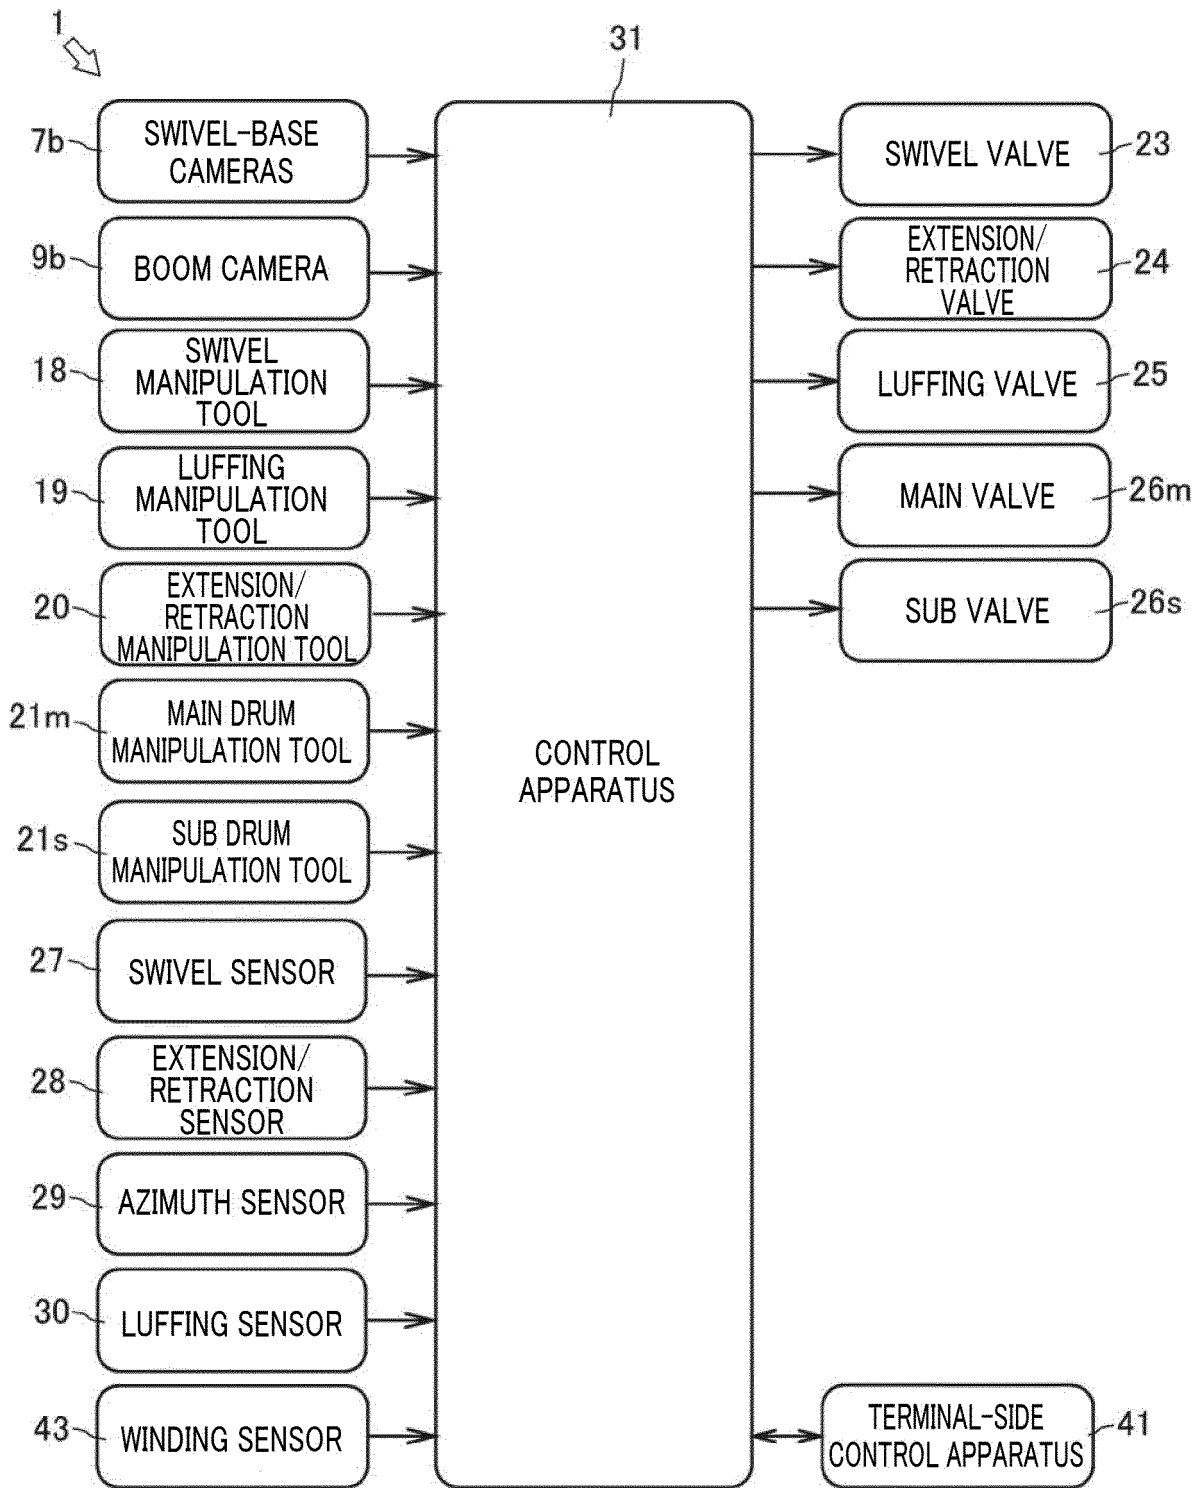 1
31
7b
SWIVEL-BASE
CAMERAS
9b
BOOM CAMERA
18
SWIVEL
MANIPULATION
TOOL
19
LUFFING
MANIPULATION
TOOL
20
EXTENSION/
RETRACTION
MANIPULATION TOOL
21m
MAIN DRUM
MANIPULATION TOOL
21s
SUB DRUM
MANIPULATION TOOL
27
SWIVEL SENSOR
28
EXTENSION/
RETRACTION
SENSOR
29
AZIMUTH SENSOR
30
LUFFING SENSOR
43
WINDING SENSOR
CONTROL
APPARATUS
SWIVEL VALVE
23
EXTENSION/
RETRACTION
VALVE
24
LUFFING VALVE
25
MAIN VALVE
26m
SUB VALVE
26s
TERMINAL-SIDE
CONTROL APPARATUS
41